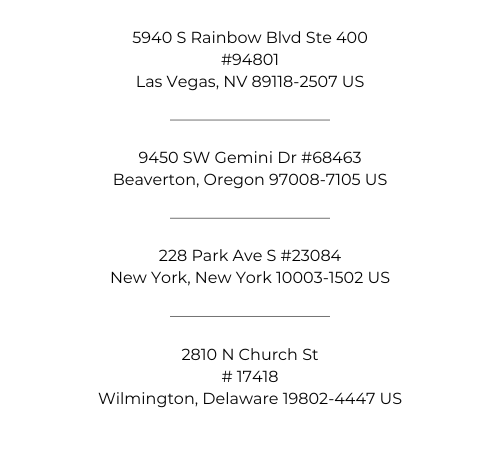 5940 S Rainbow Blvd Ste 400
#94801
Las Vegas, NV 89118-2507 US
9450 SW Gemini Dr #68463
Beaverton, Oregon 97008-7105 US
228 Park Ave S #23084
New York, New York 10003-1502 US
2810 N Church St
# 17418
Wilmington, Delaware 19802-4447 US